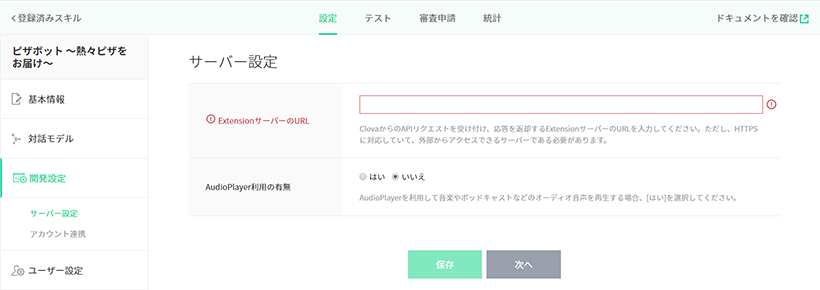 登録済みスキル
設定
テスト
審査申請
統計
ドキュメントを確認
ピザボット 〜熱々ピザを
お届け〜
基本情報
対話モデル
開発設定
サーバー設定
アカウント連携
ユーザー設定
サーバー設定
ExtensionサーバーのURL
ClovaからのAPIリクエストを受け付け、応答を返却するExtensionサーバーのURLを入力してください。ただし、HTTPS
に対応していて、外部からアクセスできるサーバーである必要があります。
AudioPlayer利用の有無
はい
いいえ
AudioPlayerを利用して音楽やポッドキャストなどのオーディオ音声を再生する場合、[はい]を選択してください。
保存
次へ